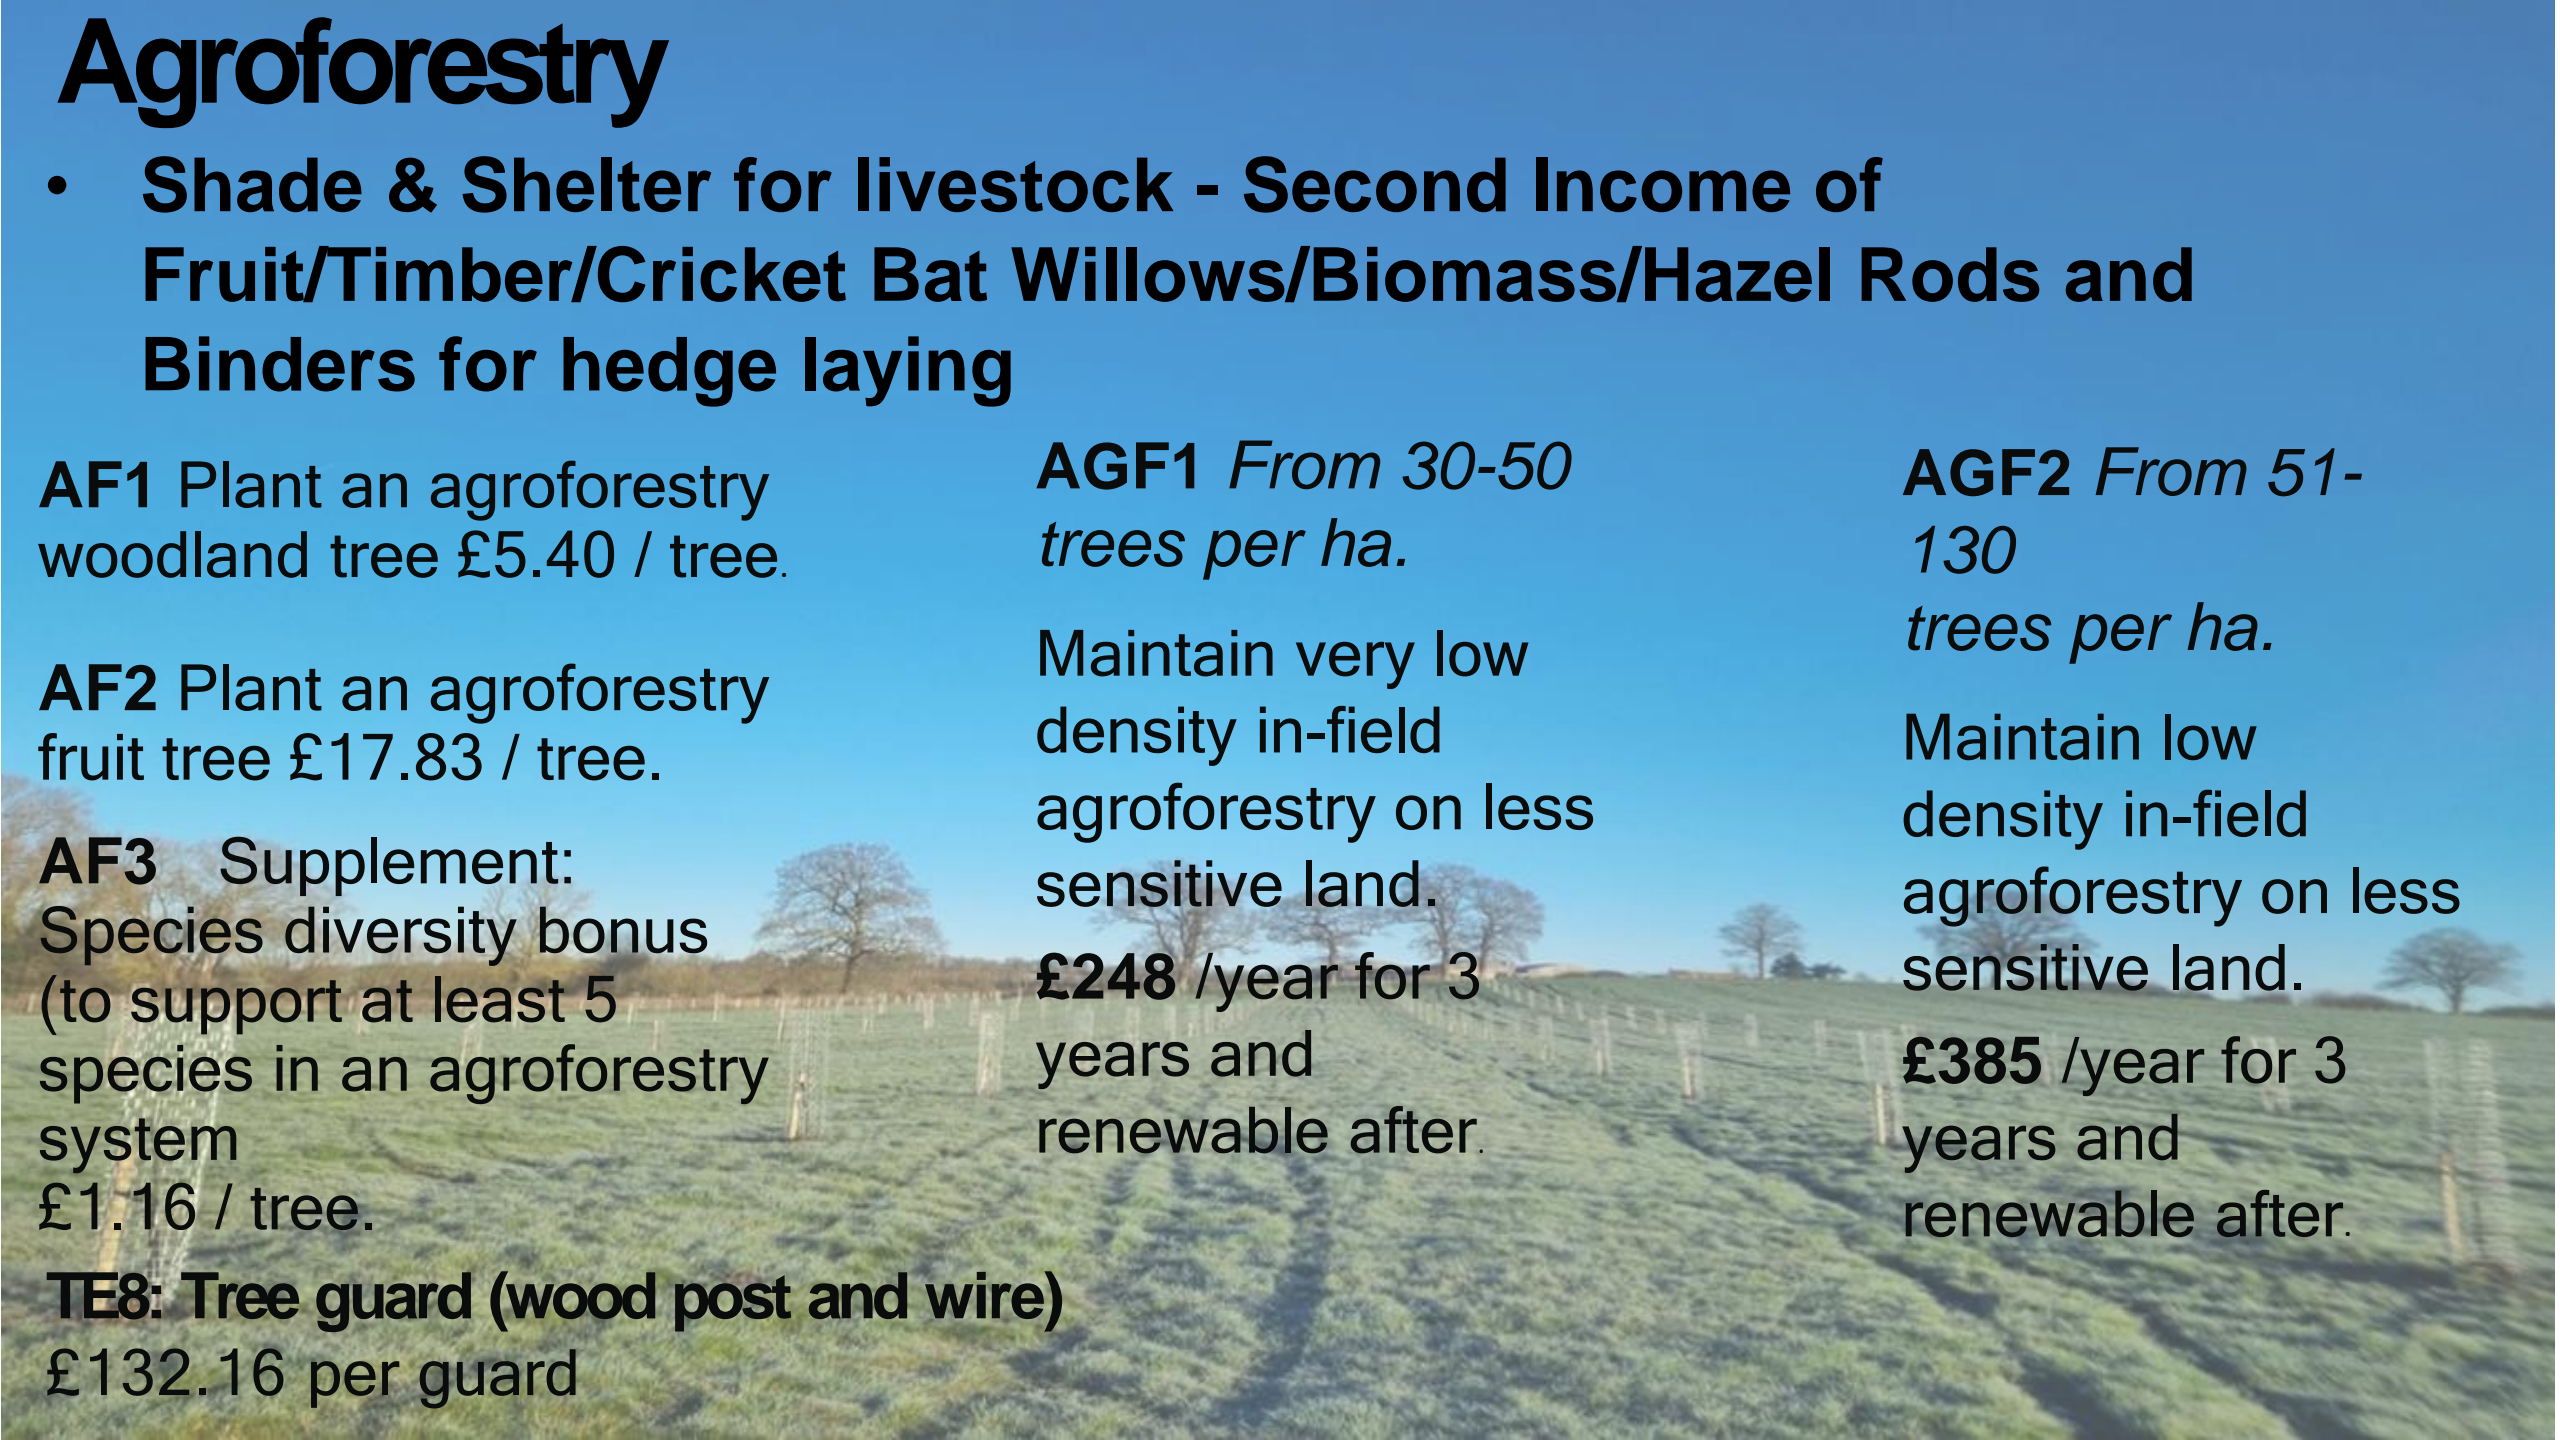 Agroforestry
• Shade & Shelter for livestock - Second Income of
Fruit/Timber/Cricket Bat Willows/Biomass/Hazel Rods and
Binders for hedge laying
AF1 Plant an agroforestry
woodland tree £5.40 / tree.
AF2 Plant an agroforestry
fruit tree £17.83 / tree.
AF3 Supplement:
Species diversity bonus
(to support at least 5
species in an agroforestry
system
£1.16 / tree.
TE8: Tree guard (wood post and wire)
£132.16 per guard
AGF1 From 30-50
trees per ha.
Maintain very low
density in-field
agroforestry on less
sensitive land.
£248 /year for 3
years and
renewable after.
AGF2 From 51-
130
trees per ha.
Maintain low
density in-field
agroforestry on less
sensitive land.
£385 /year for 3
years and
renewable after.